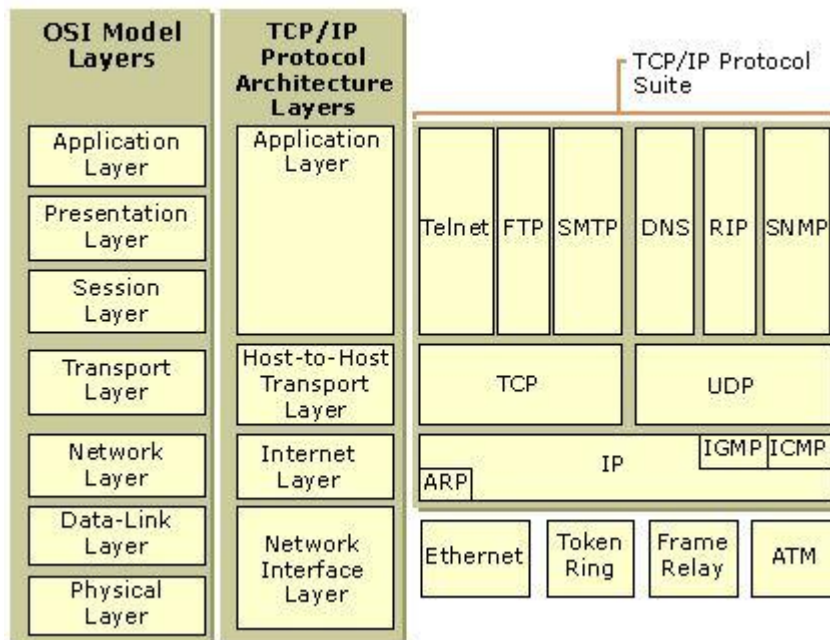 OSI Model
Layers
Application
Layer
Presentation
Layer
Session
Layer
Transport
Layer
Network
Layer
Data-Link
Layer
Physical
Layer
TCP/IP
Protocol
Architecture
Layers
Application
Layer
Host-to-Host
Transport
Layer
Internet
Layer
Network
Interface
Layer
TCP/IP Protocol
Suite
Telnet
FTP
SMTP
DNS
RIP
SNMP
TCP
UDP
IP
IGMP
ICMP
ARP
Ethernet
Token
Ring
Frame
Relay
ATM